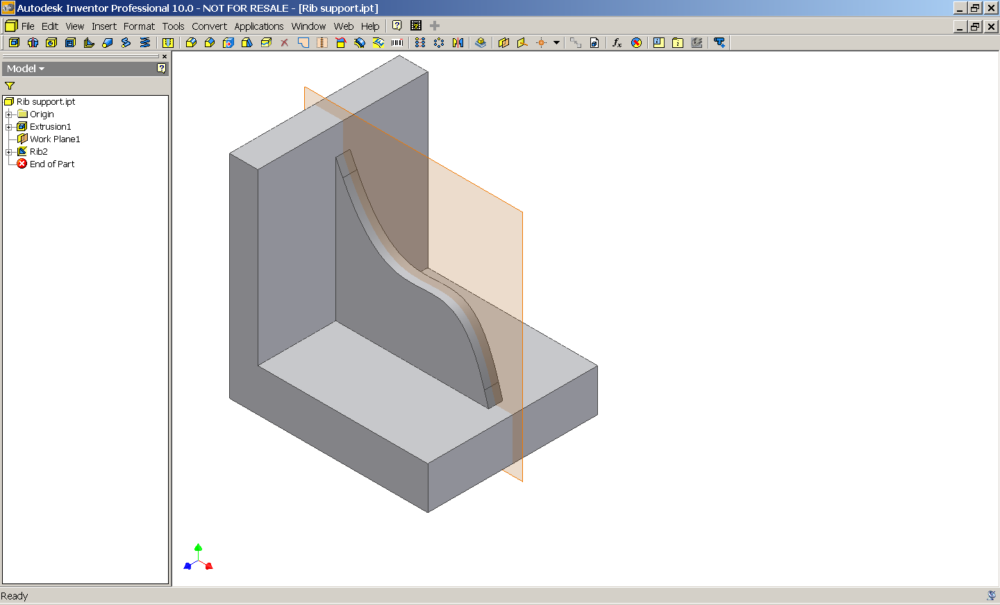 Autodesk Inventor Professional 10.0 - NOT FOR RESALE - [Rib support.ipt]
File Edit View Insert Format Tools Convert Applications Window Web Help
Model
Rib support.ipt
Origin
Extrusion1
Work Plane1
Rib2
End of Part
Ready